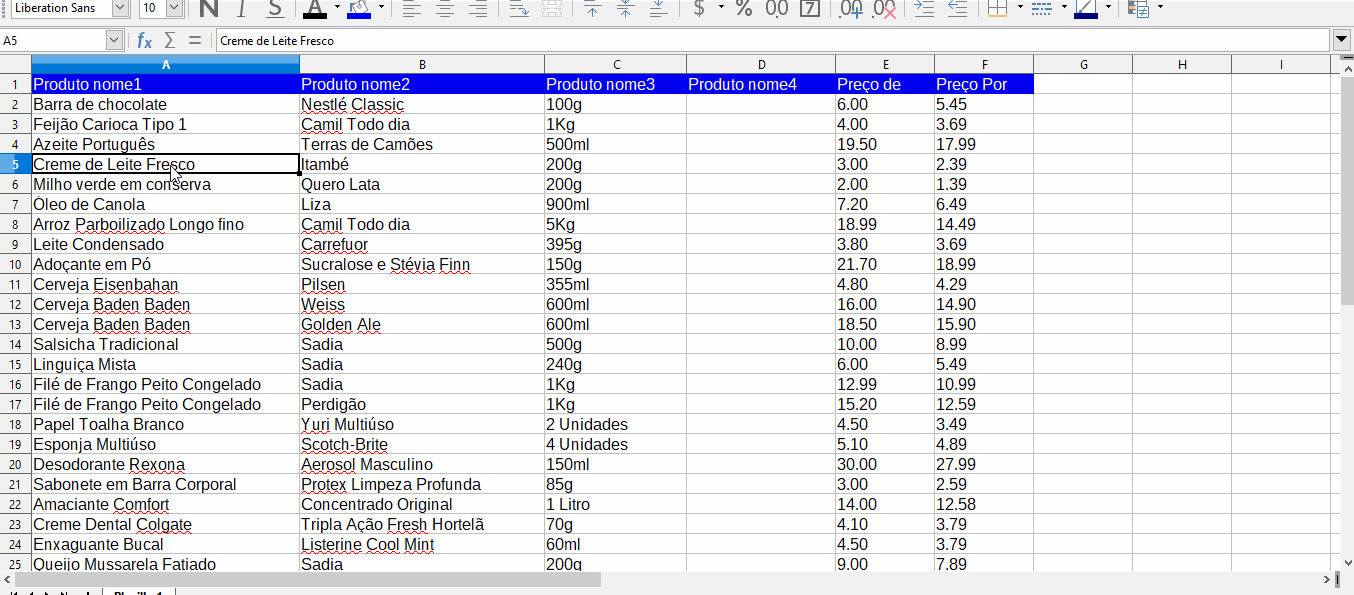 Liberation Sans 10 N I S A $ % 0,0 7
A5 fx Σ = Creme de Leite Fresco
A B C D E F G H I
1 Produto nome1 Produto nome2 Produto nome3 Produto nome4 Preço de Preço Por
2 Barra de chocolate Nestlé Classic 100g 6.00 5.45
3 Feijão Carioca Tipo 1 Camil Todo dia 1Kg 4.00 3.69
4 Azeite Português Terras de Camões 500ml 19.50 17.99
5 Creme de Leite Fresco Itambé 200g 3.00 2.39
6 Milho verde em conserva Quero Lata 200g 2.00 1.39
7 Óleo de Canola Liza 900ml 7.20 6.49
8 Arroz Parboilizado Longo fino Camil Todo dia 5Kg 18.99 14.49
9 Leite Condensado Carrefuor 395g 3.80 3.69
10 Adoçante em Pó Sucralose e Stévia Finn 150g 21.70 18.99
11 Cerveja Eisenbahan Pilsen 355ml 4.80 4.29
12 Cerveja Baden Baden Weiss 600ml 16.00 14.90
13 Cerveja Baden Baden Golden Ale 600ml 18.50 15.90
14 Salsicha Tradicional Sadia 500g 10.00 8.99
15 Linguiça Mista Sadia 240g 6.00 5.49
16 Filé de Frango Peito Congelado Sadia 1Kg 12.99 10.99
17 Filé de Frango Peito Congelado Perdigão 1Kg 15.20 12.59
18 Papel Toalha Branco Yuri Multiúso 2 Unidades 4.50 3.49
19 Esponja Multiúso Scotch-Brite 4 Unidades 5.10 4.89
20 Desodorante Rexona Aerosol Masculino 150ml 30.00 27.99
21 Sabonete em Barra Corporal Protex Limpeza Profunda 85g 3.00 2.59
22 Amaciante Comfort Concentrado Original 1 Litro 14.00 12.58
23 Creme Dental Colgate Tripla Ação Fresh Hortelã 70g 4.10 3.79
24 Enxaguante Bucal Listerine Cool Mint 60ml 4.50 3.79
25 Queijo Mussarela Fatiado Sadia 200g 9.00 7.89